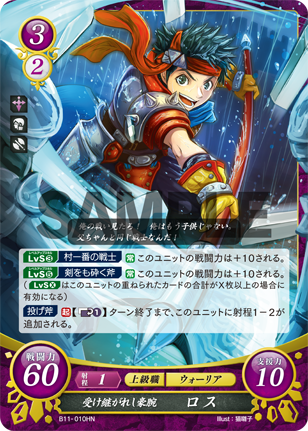 3
2
SAMPLE
俺の戦い見たろ! 俺はもう子供じゃない。
父ちゃんと同じ戦士なんだ!
LvS3 村一番の戦士 常 このユニットの戦闘力は+10される。
LvS5 剣をも砕く斧 常 このユニットの戦闘力は+10される。
(LvSXはこのユニットの重ねられたカードの合計がX枚以上の場合に
有効になる)
投げ斧 起 【1】ターン終了まで、このユニットに射程1-2が
追加される。
戦闘力
60
射程
1
上級職
ウォーリア
支援力
10
受け継がれし豪腕 ロス
B11-010HN
Illust:猫囃子